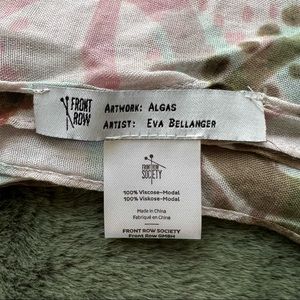 FRONT
ROW
ARTWORK: ALGAS
ARTIST: EVA BELLANGER
FRONT ROW
SOCIETY
100% Viscose-Modal
100% Viskose-Modal
Made in China
Fabriqué en China
FRONT ROW SOCIETY
Front Row GMBH